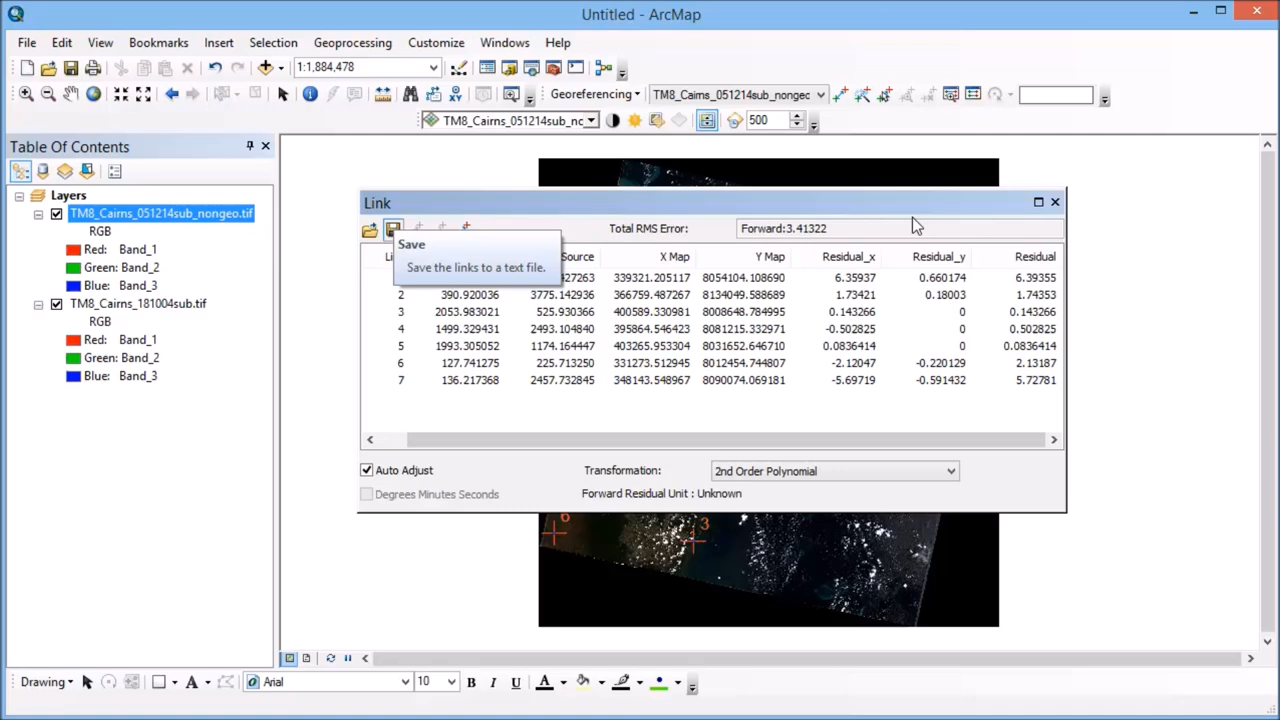 Untitled - ArcMap
File Edit View Bookmarks Insert Selection Geoprocessing Customize Windows Help
1:1,884,478
Georeferencing TM8_Cairns_051214sub_nongec
TM8_Cairns_051214sub_nc 500
Table Of Contents
Layers
TM8_Cairns_051214sub_nongeo.tif
RGB
Red: Band_1
Green: Band_2
Blue: Band_3
TM8_Cairns_181004sub.tif
RGB
Red: Band_1
Green: Band_2
Blue: Band_3
Link
Total RMS Error: Forward:3.41322
Save
Save the links to a text file.
Li Source X Map Y Map Residual_x Residual_y Residual
427263 339321.205117 8054104.108690 6.35937 0.660174 6.39355
2 390.920036 3775.142936 366759.487267 8134049.588689 1.73421 0.18003 1.74353
3 2053.983021 525.930366 400589.330981 8008648.784995 0.143266 0 0.143266
4 1499.329431 2493.104840 395864.546423 8081215.332971 -0.502825 0 0.502825
5 1993.305052 1174.164447 403265.953304 8031652.646710 0.0836414 0 0.0836414
6 127.741275 225.713250 331273.512945 8012454.744807 -2.12047 -0.220129 2.13187
7 136.217368 2457.732845 348143.548967 8090074.069181 -5.69719 -0.591432 5.72781
Auto Adjust Transformation: 2nd Order Polynomial
Degrees Minutes Seconds Forward Residual Unit : Unknown
6
3
Drawing A Arial 10 B I U A